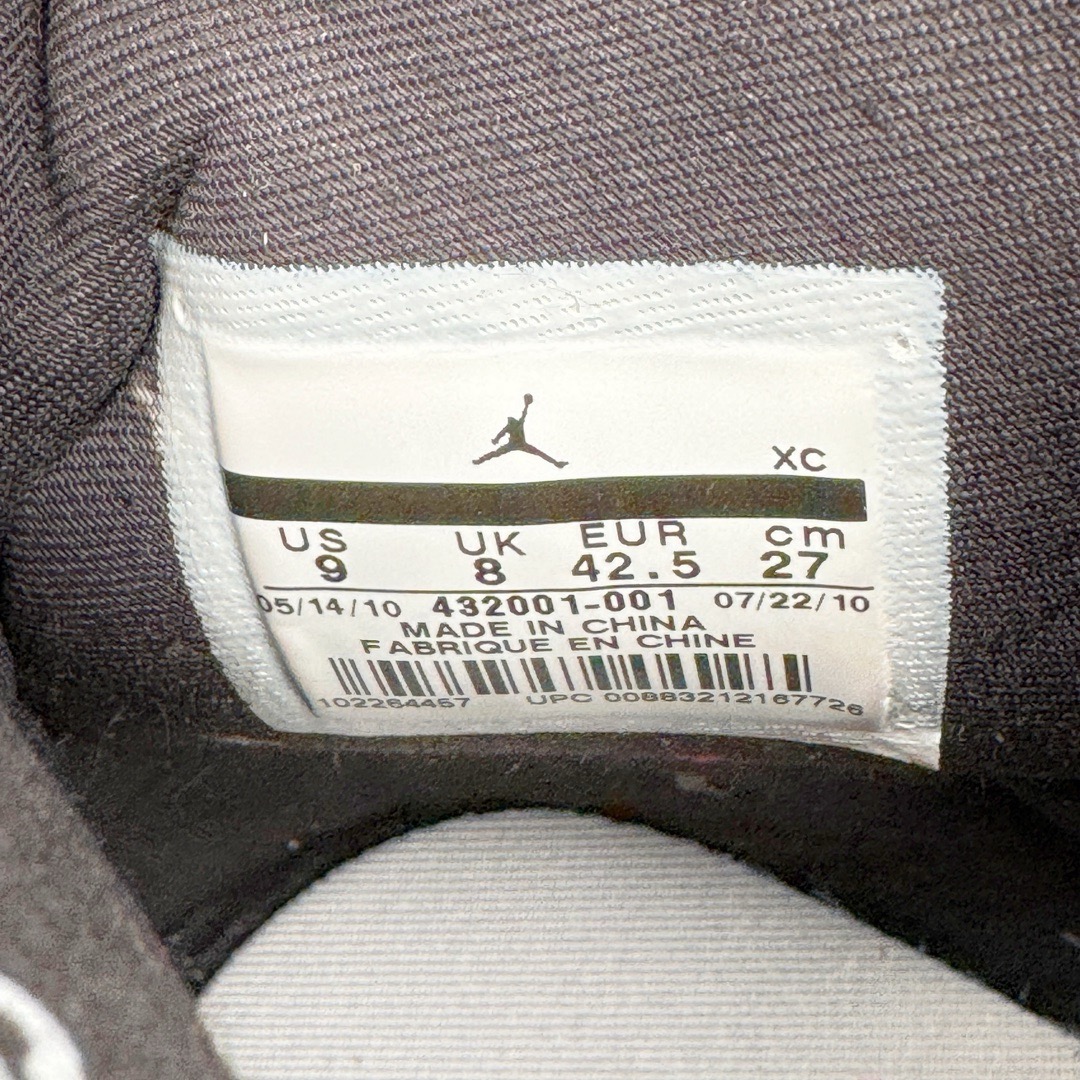 XC
US UK EUR cm
9 8 42.5 27
05/14/10 432001-001 07/22/10
MADE IN CHINA
FABRIQUE EN CHINE
102264467 UPC 00883212167726